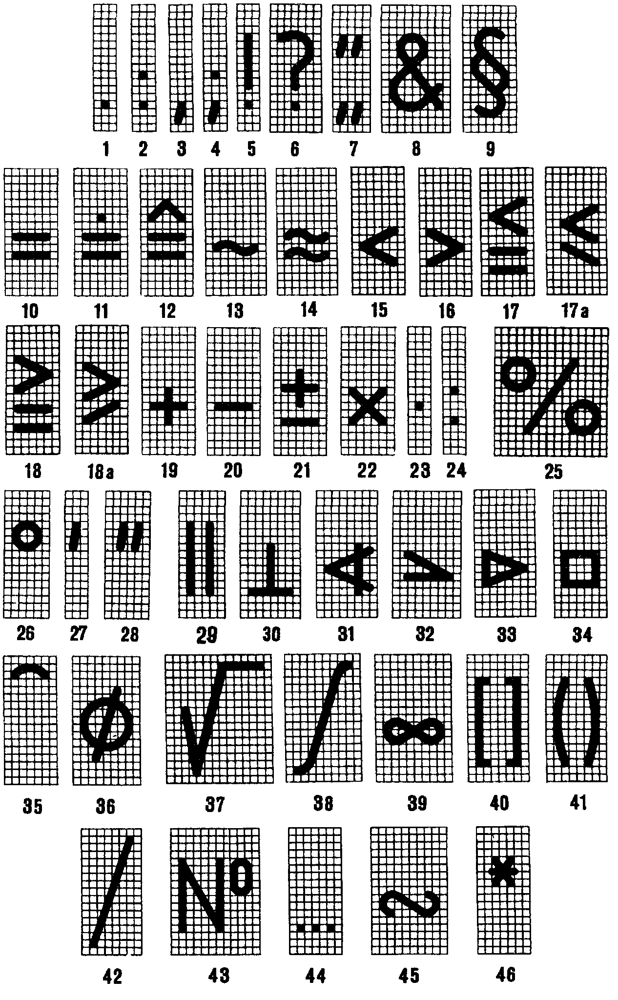 . : , ; ! ? " „ & §
1 2 3 4 5 6 7 8 9
= ≐ ≙ ~ ≈ < > ≦ ⩽
10 11 12 13 14 15 16 17 17a
≧ ⩾ + − ± × · : %
18 18a 19 20 21 22 23 24 25
° ′ ″ || ⊥ ∢ ⦣ ▷ □
26 27 28 29 30 31 32 33 34
⌒ ø √ ∫ ∞ [ ] ( )
35 36 37 38 39 40 41
/ № ... ∾ *
42 43 44 45 46